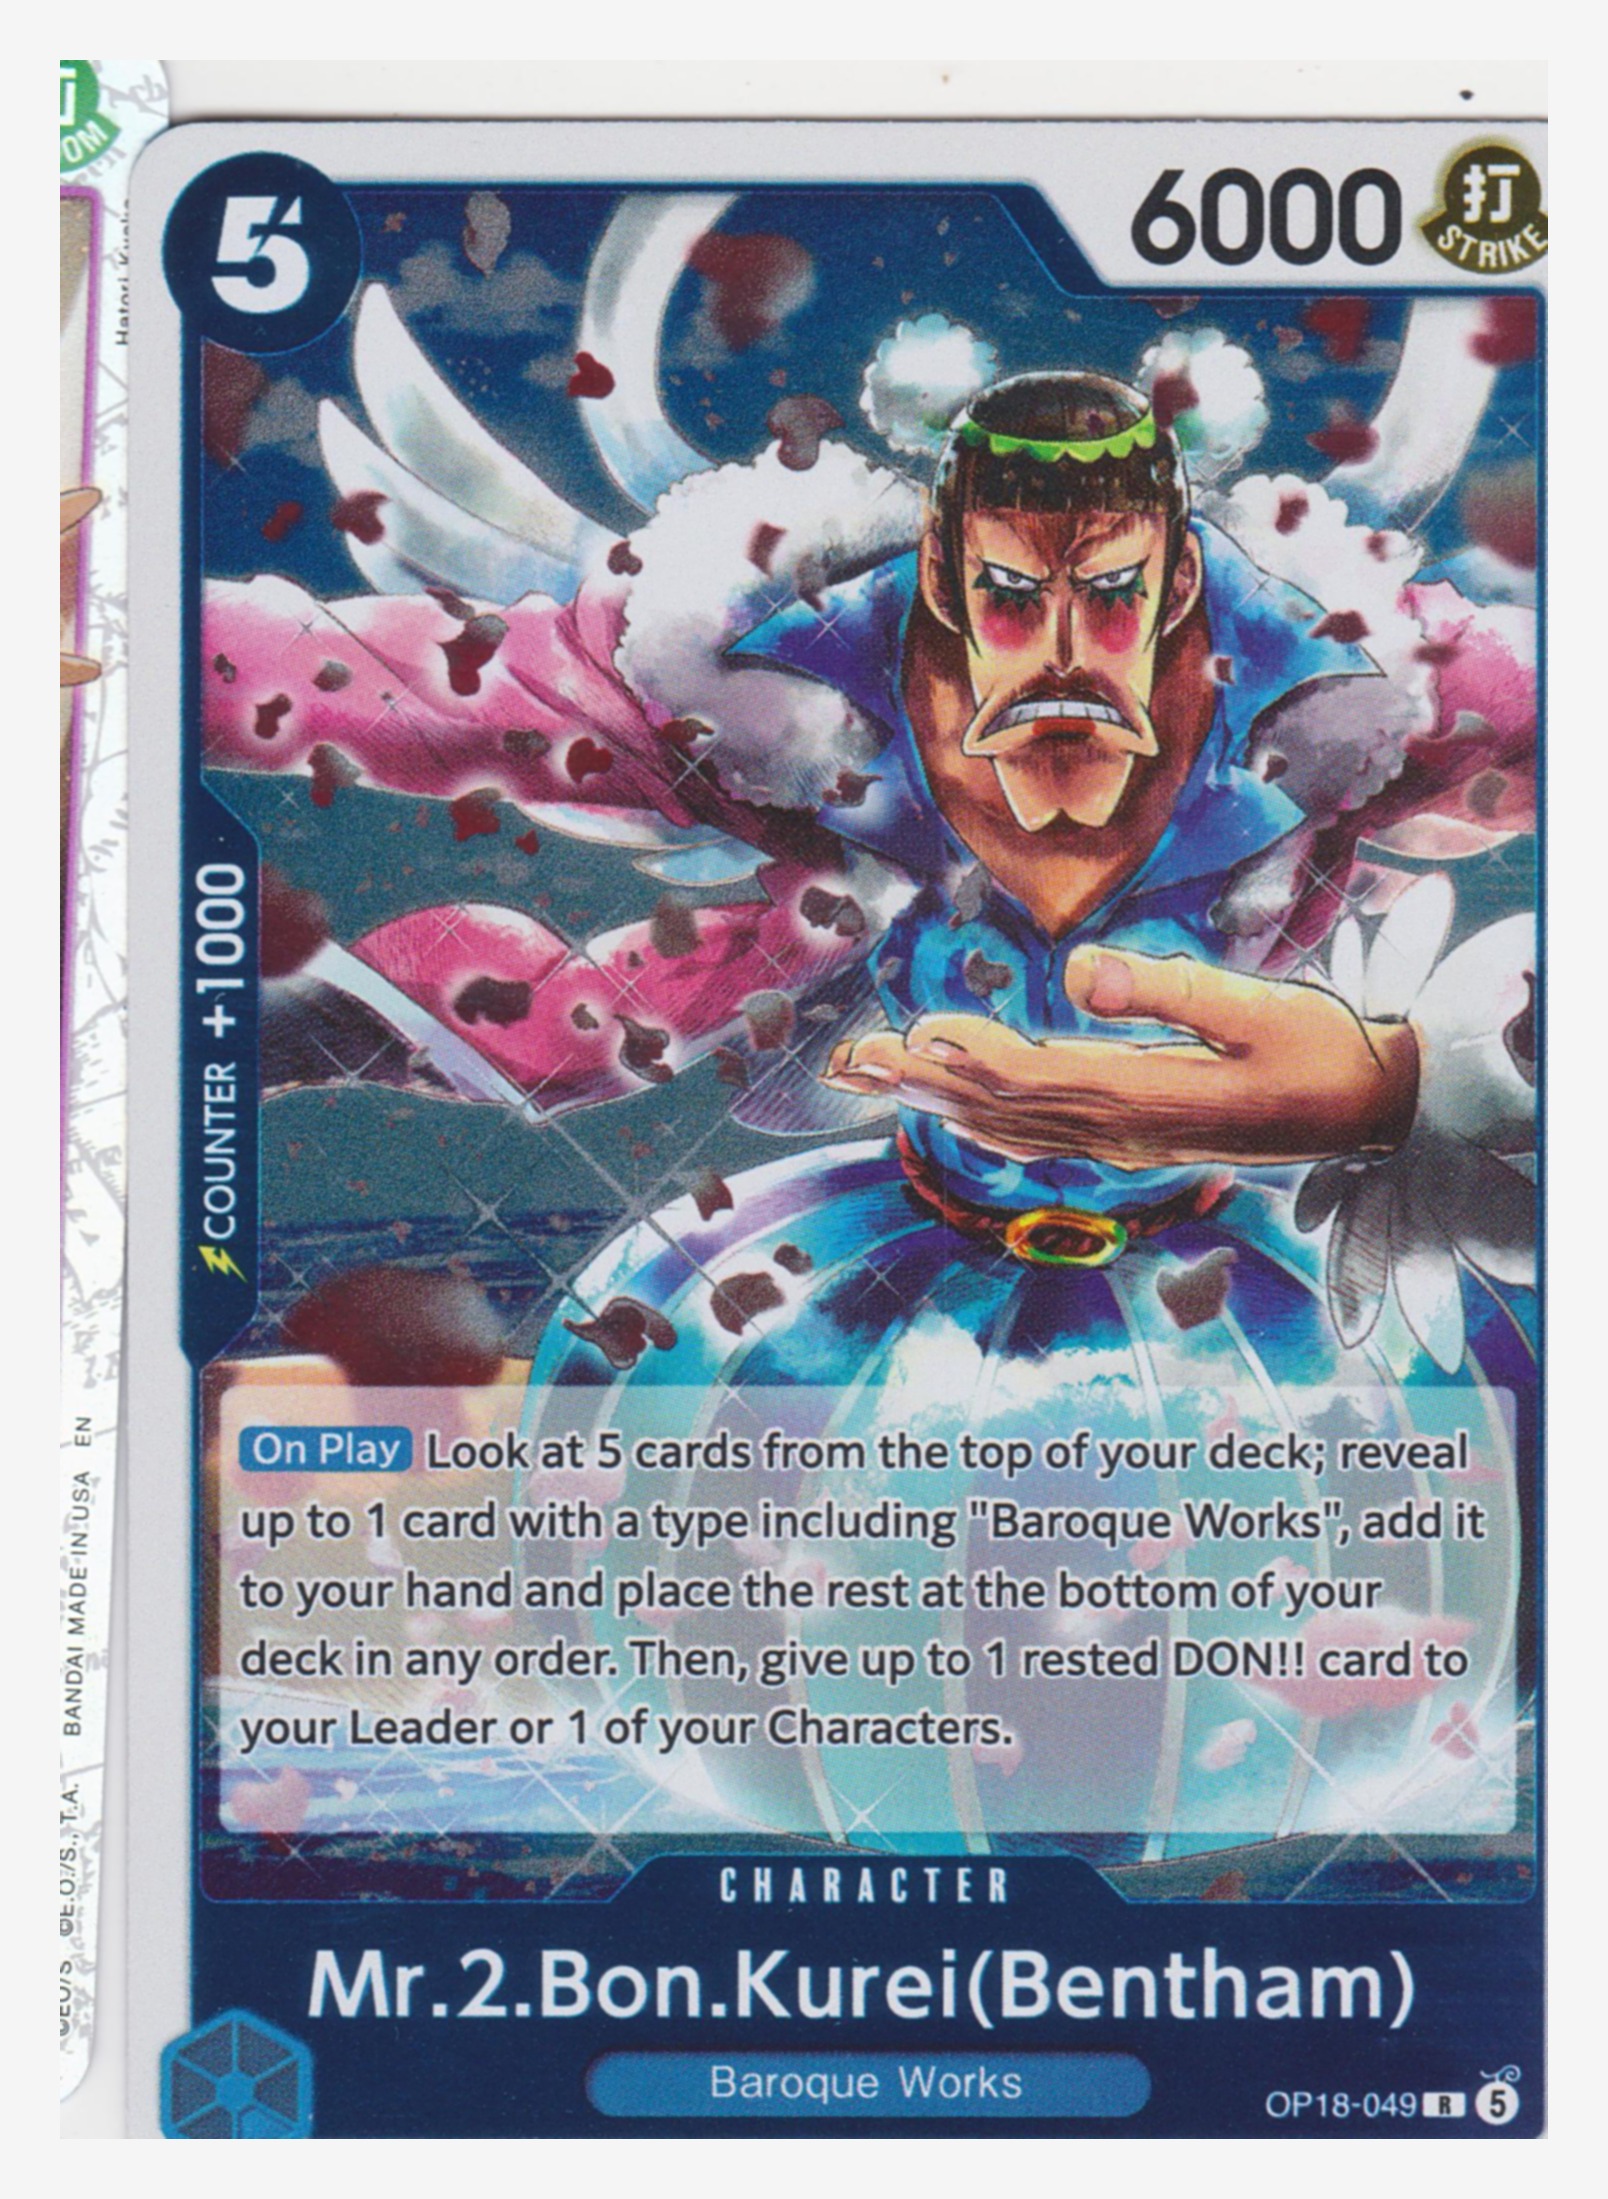 5
6000
打
STRIKE
COUNTER +1000
On Play Look at 5 cards from the top of your deck; reveal
up to 1 card with a type including "Baroque Works", add it
to your hand and place the rest at the bottom of your
deck in any order. Then, give up to 1 rested DON!! card to
your Leader or 1 of your Characters.
CHARACTER
Mr.2.Bon.Kurei(Bentham)
Baroque Works
OP18-049 R 5
OM
BANDAI MADE IN USA EN